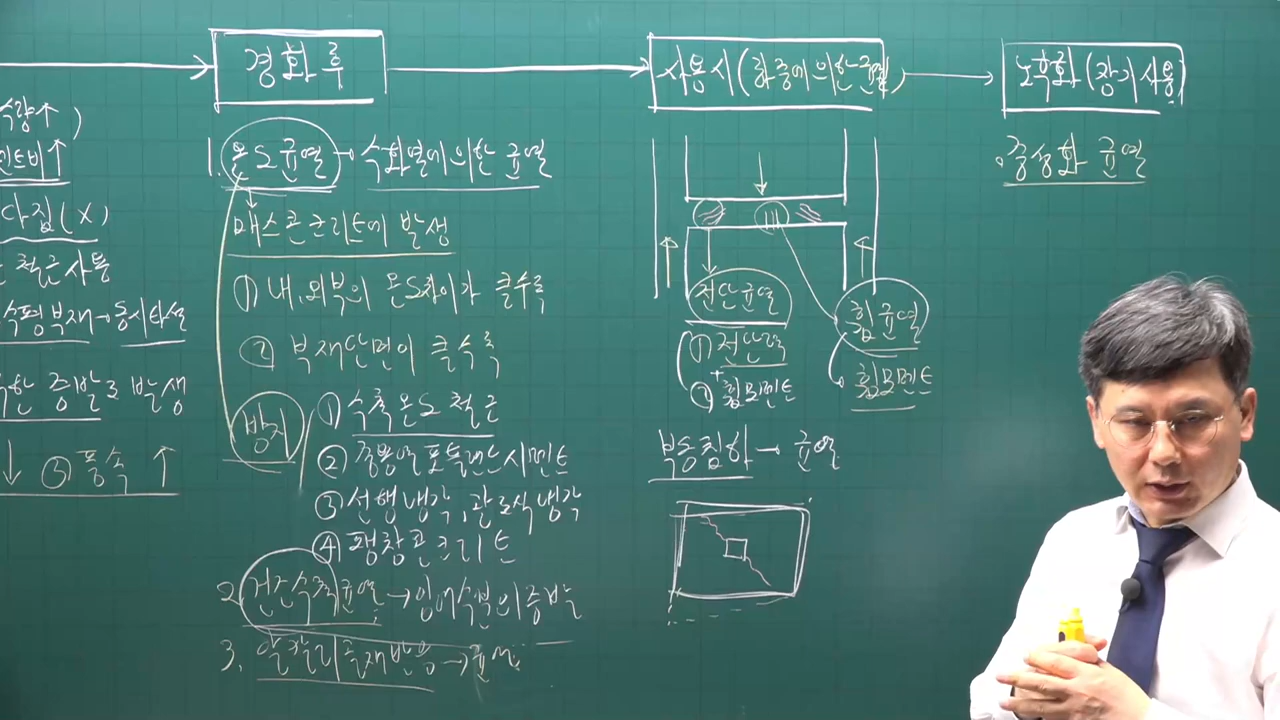 경화 후
사용시(하중에 의한 균열)
노후화(장기사용)
수량↑ )
멘트비↑
다짐(X)
는 철근 사용
수평부재→동시타설
속한 증발로 발생
↓ ③ 풍속 ↑
1. 온도균열→수화열에 의한 균열
매스콘크리트에 발생
① 내.외부의 온도차이가 클수록
② 부재단면이 클수록
방지
① 수축온도 철근
② 중용열 포틀랜드 시멘트
③ 선행냉각, 관로식 냉각
④ 팽창콘크리트
2. 건조수축균열→잉여수분의 증발
3. 알칼리 골재반응→균열
전단균열
① 전단력
+
② 휨모멘트
휨균열
휨모멘트
부등침하→균열
·중성화 균열